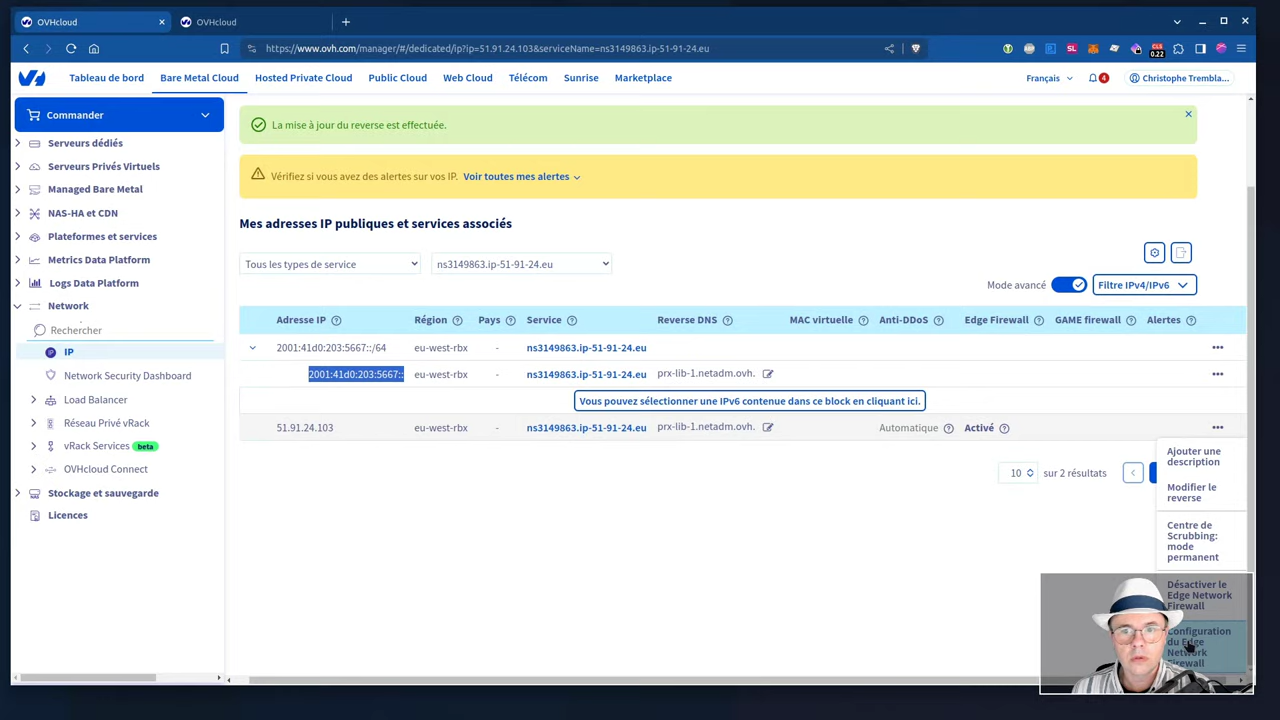 OVHcloud
OVHcloud
https://www.ovh.com/manager/#/dedicated/ip?ip=51.91.24.103&serviceName=ns3149863.ip-51-91-24.eu
SL
CLS
0.22
Tableau de bord
Bare Metal Cloud
Hosted Private Cloud
Public Cloud
Web Cloud
Télécom
Sunrise
Marketplace
Français
4
Christophe Trembla...
Commander
Serveurs dédiés
Serveurs Privés Virtuels
Managed Bare Metal
NAS-HA et CDN
Plateformes et services
Metrics Data Platform
Logs Data Platform
Network
Rechercher
IP
Network Security Dashboard
Load Balancer
Réseau Privé vRack
vRack Services beta
OVHcloud Connect
Stockage et sauvegarde
Licences
La mise à jour du reverse est effectuée.
Vérifiez si vous avez des alertes sur vos IP. Voir toutes mes alertes
Mes adresses IP publiques et services associés
Tous les types de service
ns3149863.ip-51-91-24.eu
Mode avancé
Filtre IPv4/IPv6
Adresse IP Région Pays Service Reverse DNS MAC virtuelle Anti-DDoS Edge Firewall GAME firewall Alertes
2001:41d0:203:5667::/64 eu-west-rbx - ns3149863.ip-51-91-24.eu
2001:41d0:203:5667:: eu-west-rbx - ns3149863.ip-51-91-24.eu prx-lib-1.netadm.ovh.
Vous pouvez sélectionner une IPv6 contenue dans ce block en cliquant ici.
51.91.24.103 eu-west-rbx - ns3149863.ip-51-91-24.eu prx-lib-1.netadm.ovh. Automatique Activé
10 sur 2 résultats
Ajouter une
description
Modifier le
reverse
Centre de
Scrubbing:
mode
permanent
Désactiver le
Edge Network
Firewall
Configuration
du Edge
Network
Firewall